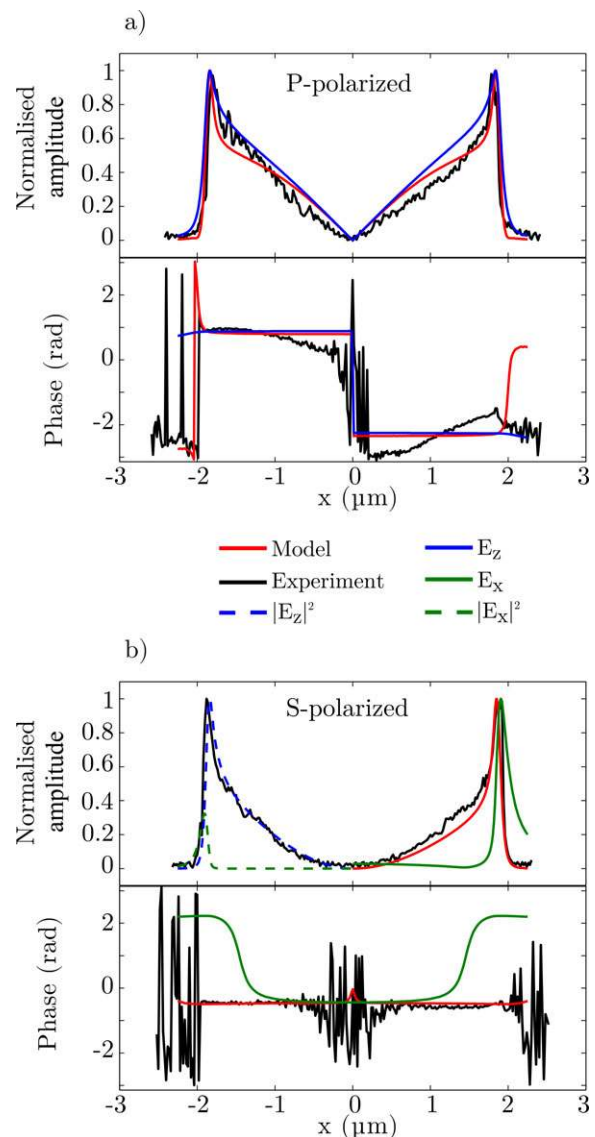 a)
P-polarized
Normalised amplitude
1
0.8
0.6
0.4
0.2
0
Phase (rad)
2
0
-2
-3 -2 -1 0 1 2 3
x (µm)
Model
E_z
Experiment
E_x
|E_z|²
|E_x|²
b)
S-polarized
Normalised amplitude
1
0.8
0.6
0.4
0.2
0
Phase (rad)
2
0
-2
-3 -2 -1 0 1 2 3
x (µm)